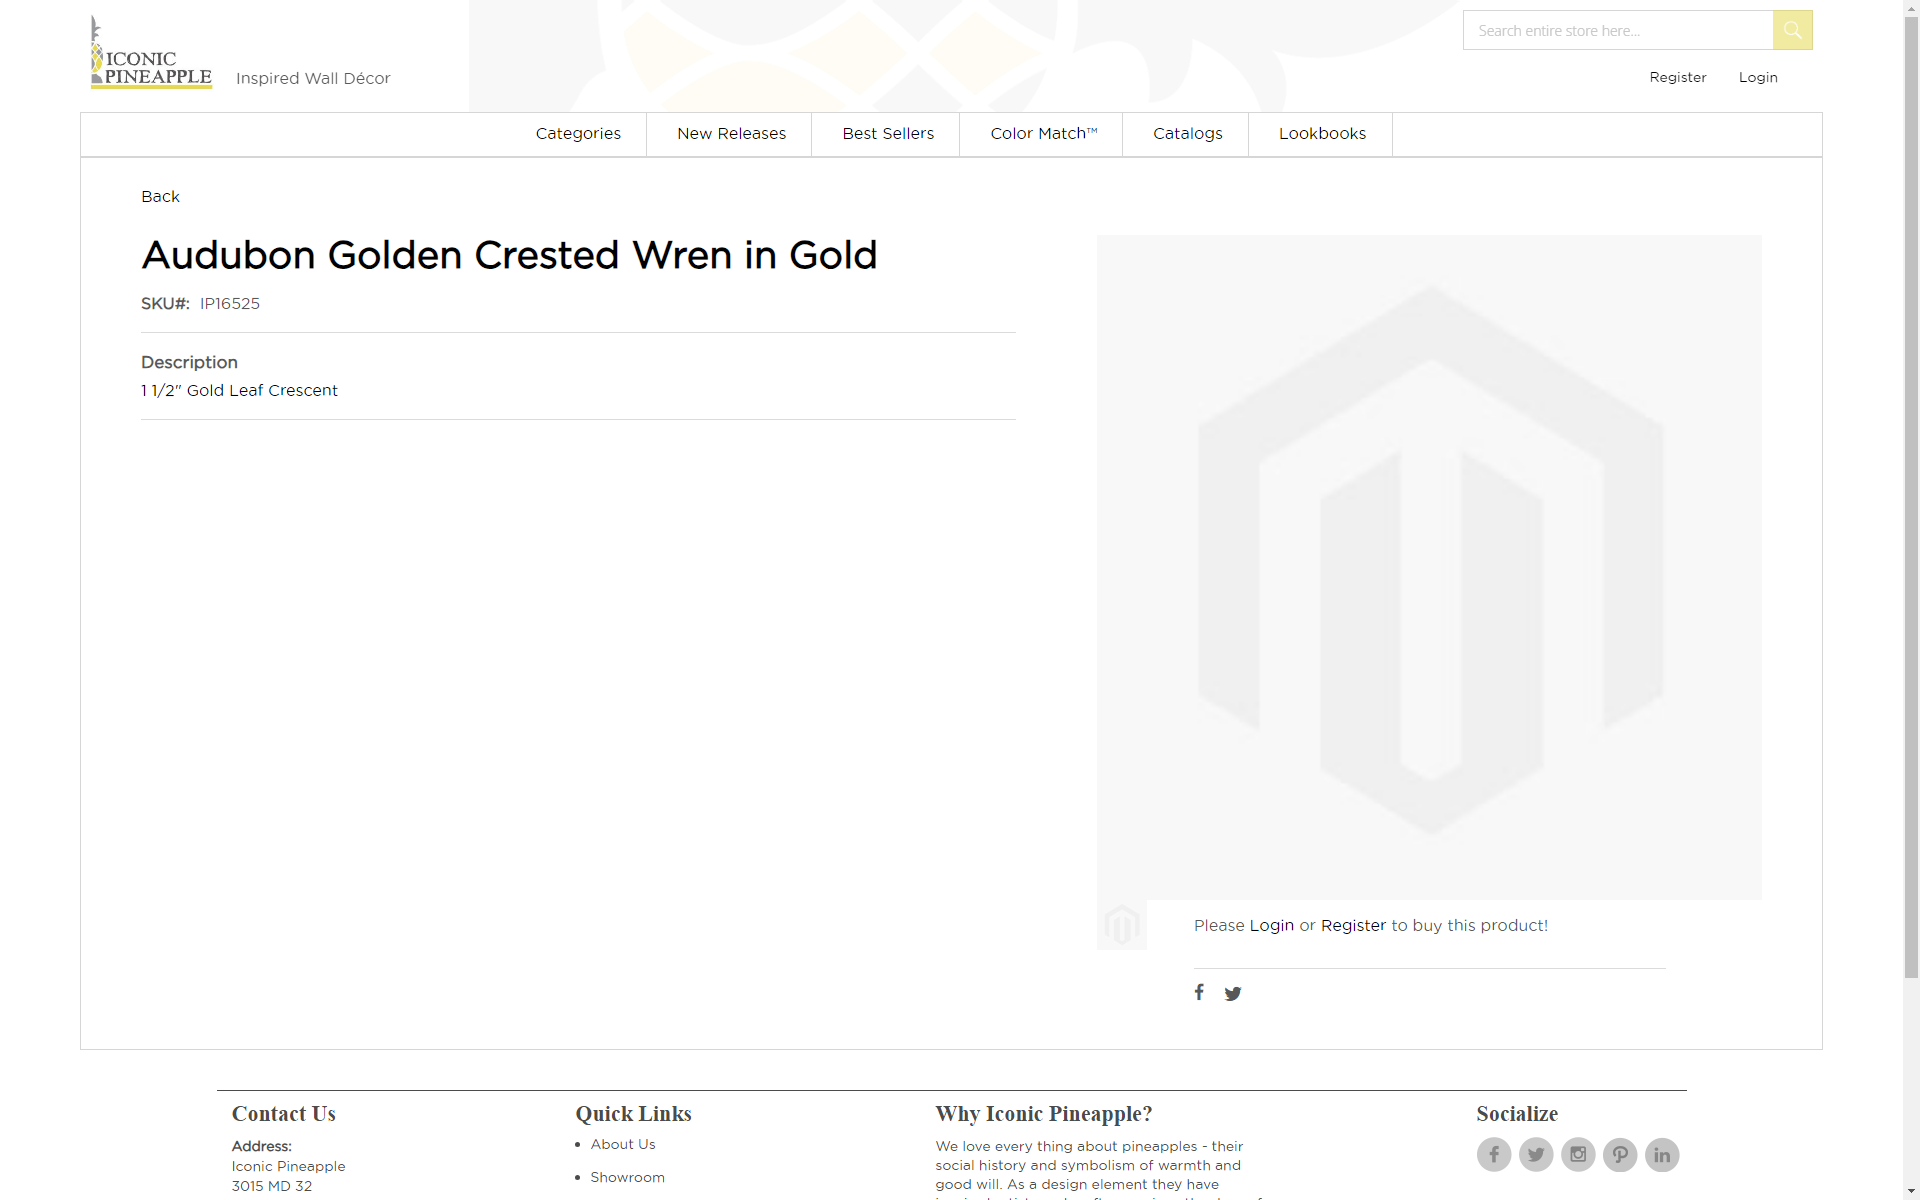 ICONIC
PINEAPPLE
Inspired Wall Décor
Search entire store here...
Register
Login
Categories
New Releases
Best Sellers
Color Match™
Catalogs
Lookbooks
Back
Audubon Golden Crested Wren in Gold
SKU#: IP16525
Description
1 1/2" Gold Leaf Crescent
Please Login or Register to buy this product!
Contact Us
Address:
Iconic Pineapple
3015 MD 32
Quick Links
About Us
Showroom
Why Iconic Pineapple?
We love every thing about pineapples - their
social history and symbolism of warmth and
good will. As a design element they have
Socialize